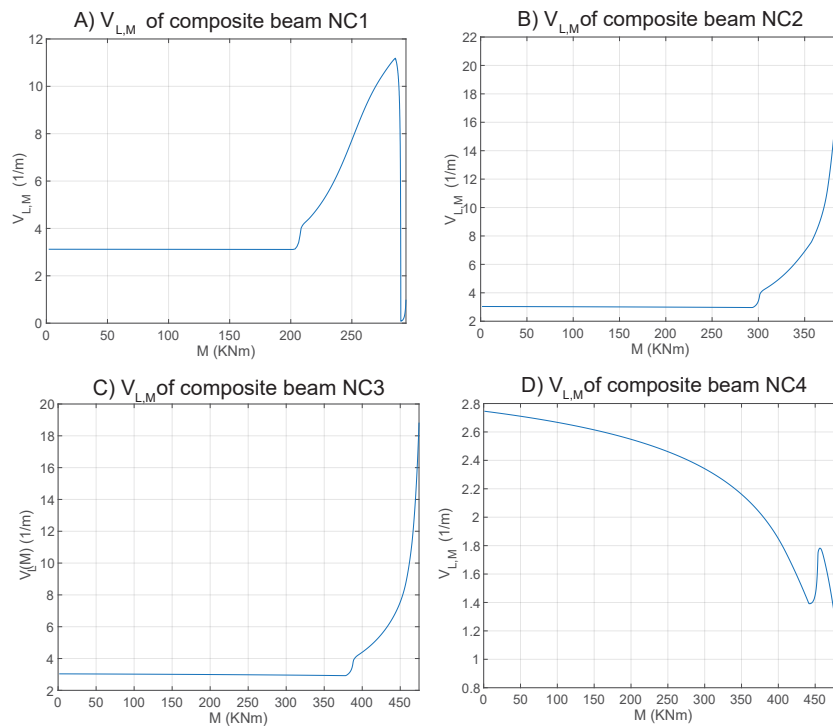 A) V_L,M of composite beam NC1
12
10
8
6
4
2
0
V_L,M (1/m)
0 50 100 150 200 250
M (KNm)
B) V_L,M of composite beam NC2
22
20
18
16
14
12
10
8
6
4
2
V_L,M (1/m)
0 50 100 150 200 250 300 350
M (KNm)
C) V_L,M of composite beam NC3
20
18
16
14
12
10
8
6
4
2
V_L(M) (1/m)
0 50 100 150 200 250 300 350 400 450
M (KNm)
D) V_L,M of composite beam NC4
2.8
2.6
2.4
2.2
2
1.8
1.6
1.4
1.2
1
0.8
V_L,M (1/m)
0 50 100 150 200 250 300 350 400 450
M (KNm)